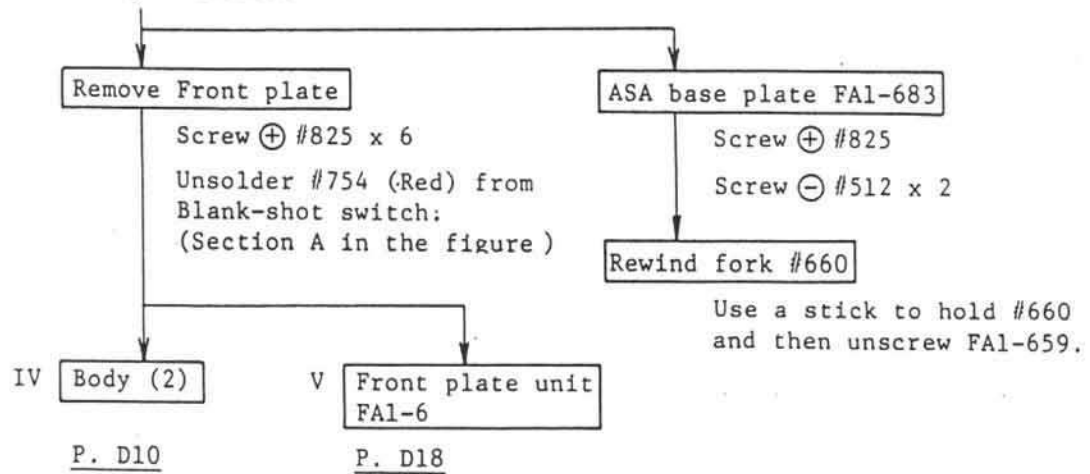 Remove Front plate
Screw ⊕ #825 x 6
Unsolder #754 (Red) from
Blank-shot switch:
(Section A in the figure)
ASA base plate FA1-683
Screw ⊕ #825
Screw ⊖ #512 x 2
Rewind fork #660
Use a stick to hold #660
and then unscrew FA1-659.
IV Body (2)
P. D10
V Front plate unit
FA1-6
P. D18